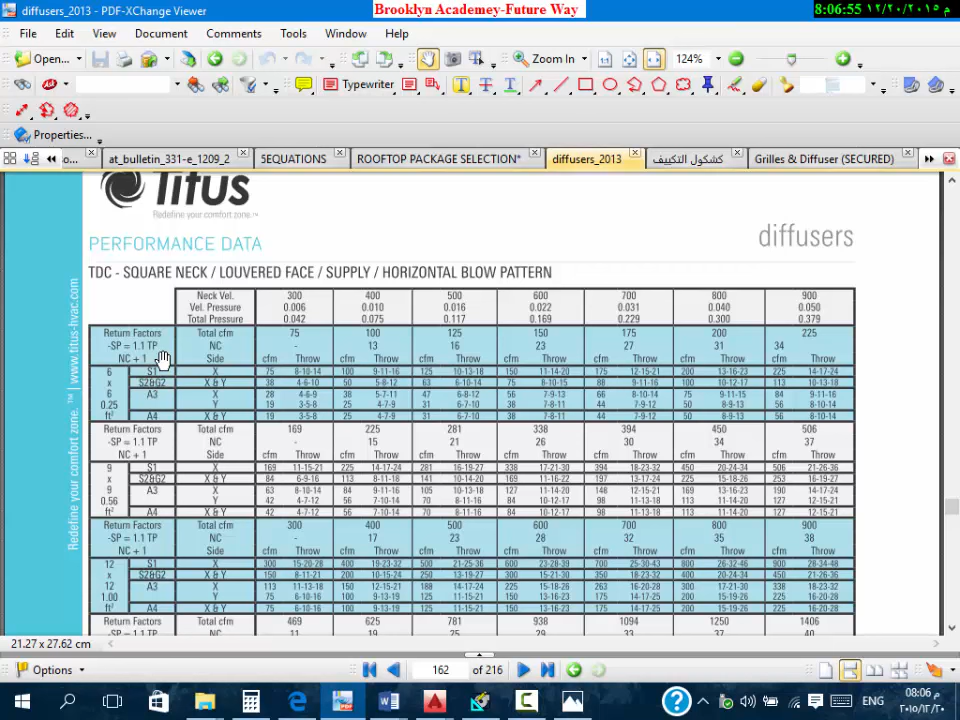 diffusers_2013 - PDF-XChange Viewer
Brooklyn Academey-Future Way
8:06:55 م ١٢/٢٠/٢٠١٥
File Edit View Document Comments Tools Window Help
Open... Zoom In 124%
Typewriter
Properties...
o... at_bulletin_331-e_1209_2 5EQUATIONS ROOFTOP PACKAGE SELECTION* diffusers_2013 كشكول التكييف Grilles & Diffuser (SECURED)
Titus
Redefine your comfort zone.™
PERFORMANCE DATA
diffusers
TDC - SQUARE NECK / LOUVERED FACE / SUPPLY / HORIZONTAL BLOW PATTERN
Redefine your comfort zone. ™ | www.titus-hvac.com
Neck Vel. 300 400 500 600 700 800 900
Vel. Pressure 0.006 0.010 0.016 0.022 0.031 0.040 0.050
Total Pressure 0.042 0.075 0.117 0.169 0.229 0.300 0.379
Return Factors Total cfm 75 100 125 150 175 200 225
-SP = 1.1 TP NC - 13 16 23 27 31 34
NC + 1 Side cfm Throw cfm Throw cfm Throw cfm Throw cfm Throw cfm Throw cfm Throw
6 S1 X 75 8-10-14 100 9-11-16 125 10-13-18 150 11-14-20 175 12-15-21 200 13-16-23 225 14-17-24
x S2&G2 X & Y 38 4-6-10 50 5-8-12 63 6-10-14 75 8-10-15 88 9-11-16 100 10-12-17 113 10-13-18
6 A3 X 28 4-6-9 38 5-7-11 47 6-8-12 56 7-9-13 66 8-10-14 75 9-11-15 84 9-11-16
0.25 Y 19 3-5-8 25 4-7-9 31 6-7-10 38 7-8-11 44 7-9-12 50 8-9-13 56 8-10-14
ft² A4 X & Y 19 3-5-8 25 4-7-9 31 6-7-10 38 7-8-11 44 7-9-12 50 8-9-13 56 8-10-14
Return Factors Total cfm 169 225 281 338 394 450 506
-SP = 1.1 TP NC - 15 21 26 30 34 37
NC + 1 Side cfm Throw cfm Throw cfm Throw cfm Throw cfm Throw cfm Throw cfm Throw
9 S1 X 169 11-15-21 225 14-17-24 281 16-19-27 338 17-21-30 394 18-23-32 450 20-24-34 506 21-26-36
x S2&G2 X & Y 84 6-9-16 113 8-11-18 141 10-14-20 169 11-16-22 197 13-17-24 225 15-18-25 253 16-19-27
9 A3 X 63 8-10-14 84 9-11-16 105 10-13-18 127 11-14-20 148 12-15-21 169 13-16-23 190 14-17-24
0.56 Y 42 4-7-12 56 7-10-14 70 8-11-16 84 10-12-17 98 11-13-18 113 11-14-20 127 12-15-21
ft² A4 X & Y 42 4-7-12 56 7-10-14 70 8-11-16 84 10-12-17 98 11-13-18 113 11-14-20 127 12-15-21
Return Factors Total cfm 300 400 500 600 700 800 900
-SP = 1.1 TP NC - 17 23 28 32 35 38
NC + 1 Side cfm Throw cfm Throw cfm Throw cfm Throw cfm Throw cfm Throw cfm Throw
12 S1 X 300 15-20-28 400 19-23-32 500 21-25-36 600 23-28-39 700 25-30-43 800 26-32-46 900 28-34-48
x S2&G2 X & Y 150 8-11-21 200 10-15-24 250 13-19-27 300 15-21-30 350 18-23-32 400 20-24-34 450 21-26-36
12 A3 X 113 11-13-18 150 12-15-21 188 14-17-24 225 15-18-26 263 16-20-28 300 17-21-30 338 18-23-32
1.00 Y 75 6-10-16 100 9-13-19 125 11-15-21 150 13-16-23 175 14-17-25 200 15-19-26 225 16-20-28
ft² A4 X & Y 75 6-10-16 100 9-13-19 125 11-15-21 150 13-16-23 175 14-17-25 200 15-19-26 225 16-20-28
Return Factors Total cfm 469 625 781 938 1094 1250 1406
NC 11 19 25 29 33 37 40
21.27 x 27.62 cm
Options 162 of 216
ENG 08:06 م
٢٠١٥/١٢/٢٠